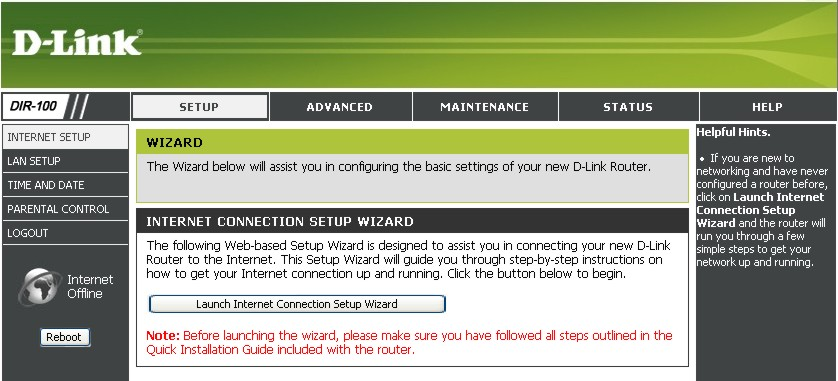 D-Link
DIR-100
SETUP
ADVANCED
MAINTENANCE
STATUS
HELP
INTERNET SETUP
LAN SETUP
TIME AND DATE
PARENTAL CONTROL
LOGOUT
Internet
Offline
Reboot
WIZARD
The Wizard below will assist you in configuring the basic settings of your new D-Link Router.
INTERNET CONNECTION SETUP WIZARD
The following Web-based Setup Wizard is designed to assist you in connecting your new D-Link
Router to the Internet. This Setup Wizard will guide you through step-by-step instructions on
how to get your Internet connection up and running. Click the button below to begin.
Launch Internet Connection Setup Wizard
Note: Before launching the wizard, please make sure you have followed all steps outlined in the
Quick Installation Guide included with the router.
Helpful Hints.
• If you are new to
networking and have never
configured a router before,
click on Launch Internet
Connection Setup
Wizard and the router will
run you through a few
simple steps to get your
network up and running.